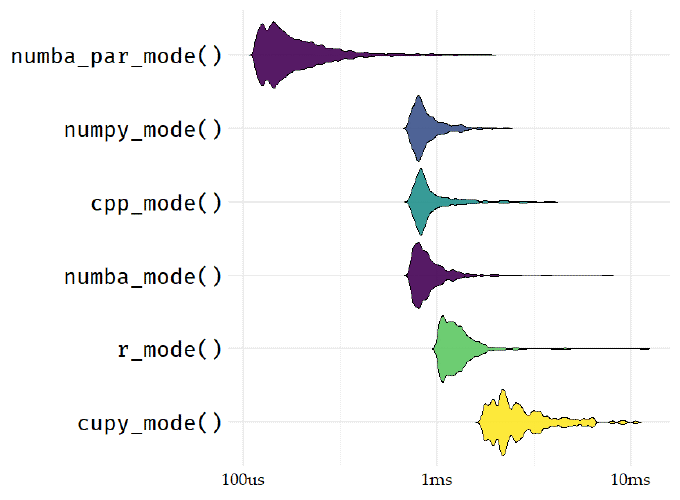 numba_par_mode()
numpy_mode()
cpp_mode()
numba_mode()
r_mode()
cupy_mode()
100us 1ms 10ms